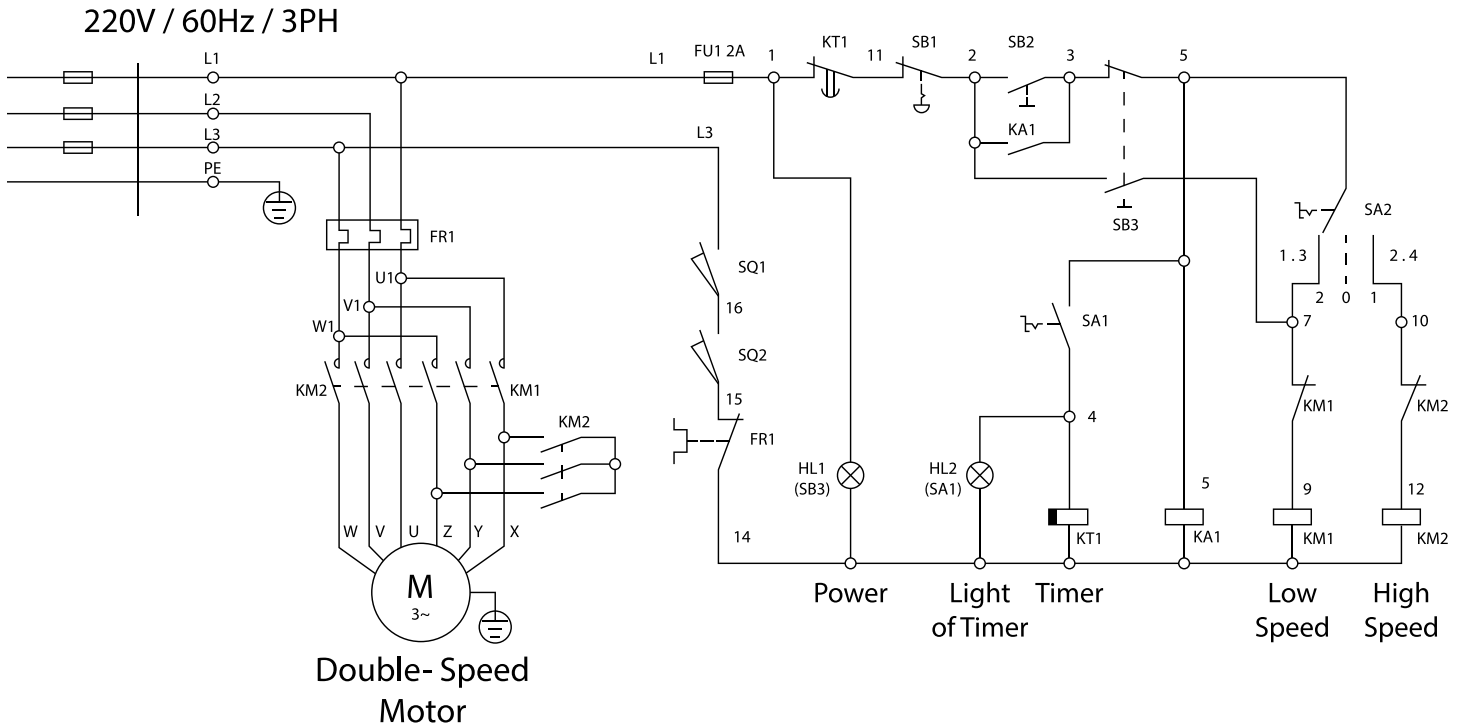 220V / 60Hz / 3PH
L1
L2
L3
PE
L1
FU1 2A
1
KT1
11
SB1
2
SB2
3
5
KA1
L3
SB3
SA2
FR1
U1
V1
W1
KM2
KM1
KM2
SQ1
16
SQ2
15
FR1
14
SA1
4
1 . 3
2 . 4
2 0 1
7
10
KM1
KM2
HL1
(SB3)
HL2
(SA1)
5
9
12
KT1
KA1
KM1
KM2
W V U Z Y X
M
3~
Power
Light
of Timer
Timer
Low
Speed
High
Speed
Double- Speed
Motor